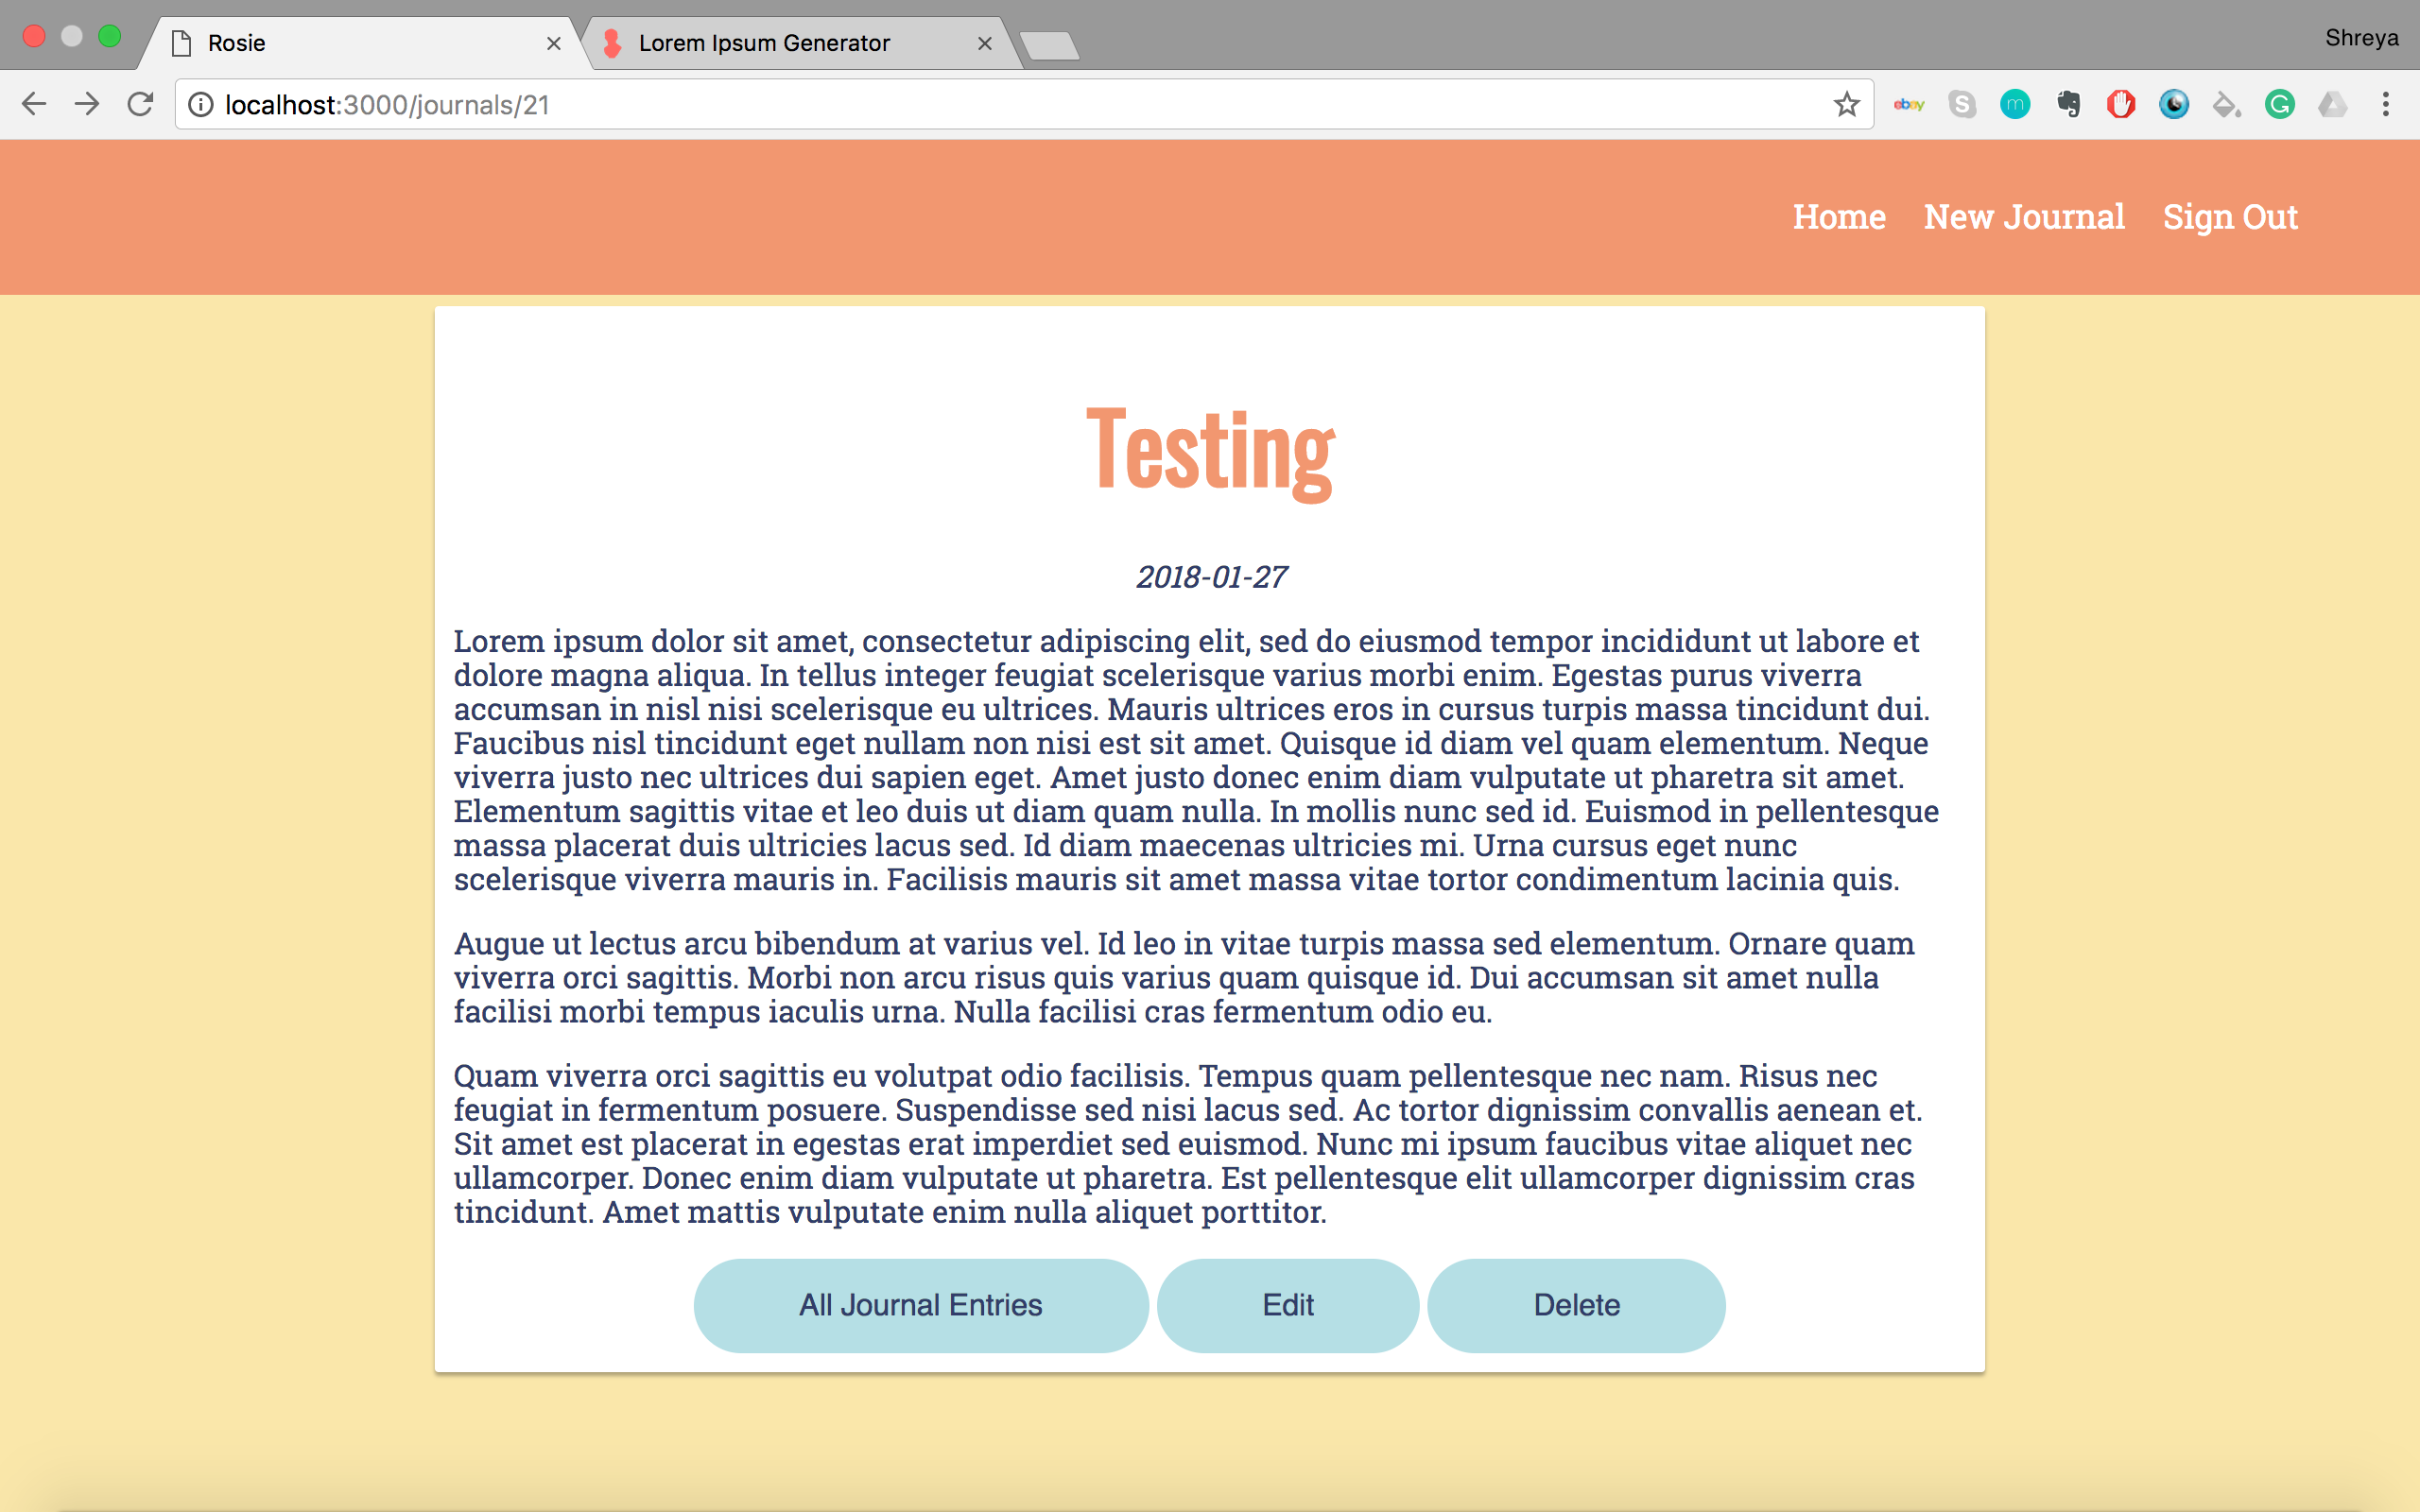 Rosie
Lorem Ipsum Generator
Shreya
localhost:3000/journals/21
ebay
S
m
G
Home New Journal Sign Out
Testing
2018-01-27
Lorem ipsum dolor sit amet, consectetur adipiscing elit, sed do eiusmod tempor incididunt ut labore et
dolore magna aliqua. In tellus integer feugiat scelerisque varius morbi enim. Egestas purus viverra
accumsan in nisl nisi scelerisque eu ultrices. Mauris ultrices eros in cursus turpis massa tincidunt dui.
Faucibus nisl tincidunt eget nullam non nisi est sit amet. Quisque id diam vel quam elementum. Neque
viverra justo nec ultrices dui sapien eget. Amet justo donec enim diam vulputate ut pharetra sit amet.
Elementum sagittis vitae et leo duis ut diam quam nulla. In mollis nunc sed id. Euismod in pellentesque
massa placerat duis ultricies lacus sed. Id diam maecenas ultricies mi. Urna cursus eget nunc
scelerisque viverra mauris in. Facilisis mauris sit amet massa vitae tortor condimentum lacinia quis.
Augue ut lectus arcu bibendum at varius vel. Id leo in vitae turpis massa sed elementum. Ornare quam
viverra orci sagittis. Morbi non arcu risus quis varius quam quisque id. Dui accumsan sit amet nulla
facilisi morbi tempus iaculis urna. Nulla facilisi cras fermentum odio eu.
Quam viverra orci sagittis eu volutpat odio facilisis. Tempus quam pellentesque nec nam. Risus nec
feugiat in fermentum posuere. Suspendisse sed nisi lacus sed. Ac tortor dignissim convallis aenean et.
Sit amet est placerat in egestas erat imperdiet sed euismod. Nunc mi ipsum faucibus vitae aliquet nec
ullamcorper. Donec enim diam vulputate ut pharetra. Est pellentesque elit ullamcorper dignissim cras
tincidunt. Amet mattis vulputate enim nulla aliquet porttitor.
All Journal Entries Edit Delete